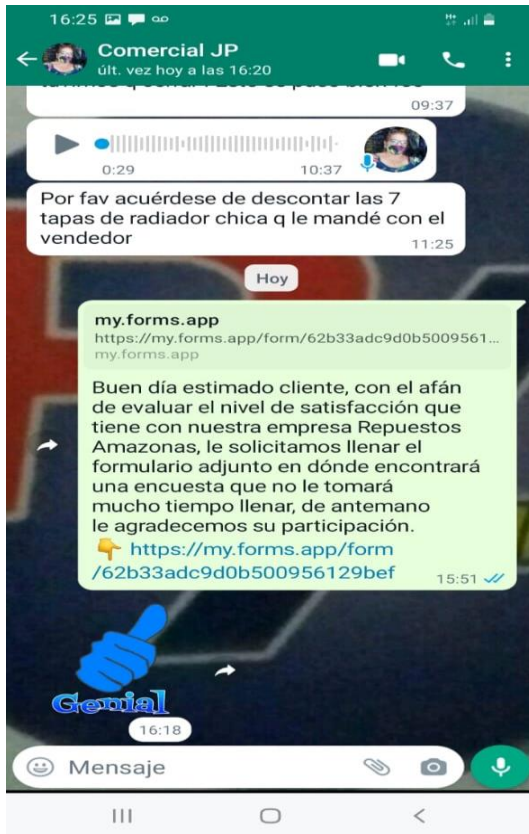 16:25
Comercial JP
últ. vez hoy a las 16:20
09:37
0:29 10:37
Por fav acuérdese de descontar las 7
tapas de radiador chica q le mandé con el
vendedor
11:25
Hoy
my.forms.app
https://my.forms.app/form/62b33adc9d0b5009561...
my.forms.app
Buen día estimado cliente, con el afán
de evaluar el nivel de satisfacción que
tiene con nuestra empresa Repuestos
Amazonas, le solicitamos llenar el
formulario adjunto en dónde encontrará
una encuesta que no le tomará
mucho tiempo llenar, de antemano
le agradecemos su participación.
👇 https://my.forms.app/form
/62b33adc9d0b500956129bef
15:51
Genial
16:18
Mensaje